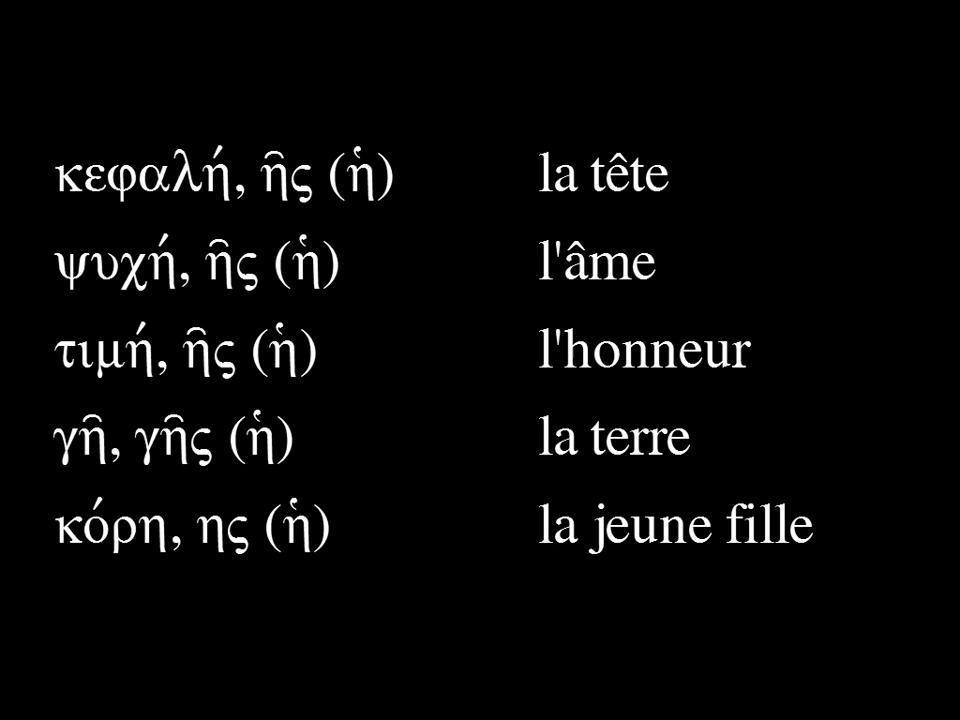 κεφαλή, ῆς (ἡ) la tête
ψυχή, ῆς (ἡ) l'âme
τιμή, ῆς (ἡ) l'honneur
γῆ, γῆς (ἡ) la terre
κόρη, ης (ἡ) la jeune fille